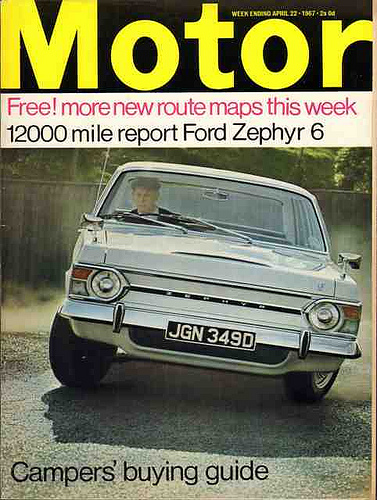 Motor
WEEK ENDING APRIL 22 · 1967 · 2s 0d
Free! more new route maps this week
12000 mile report Ford Zephyr 6
ZEPHYR
JGN 349D
Campers' buying guide